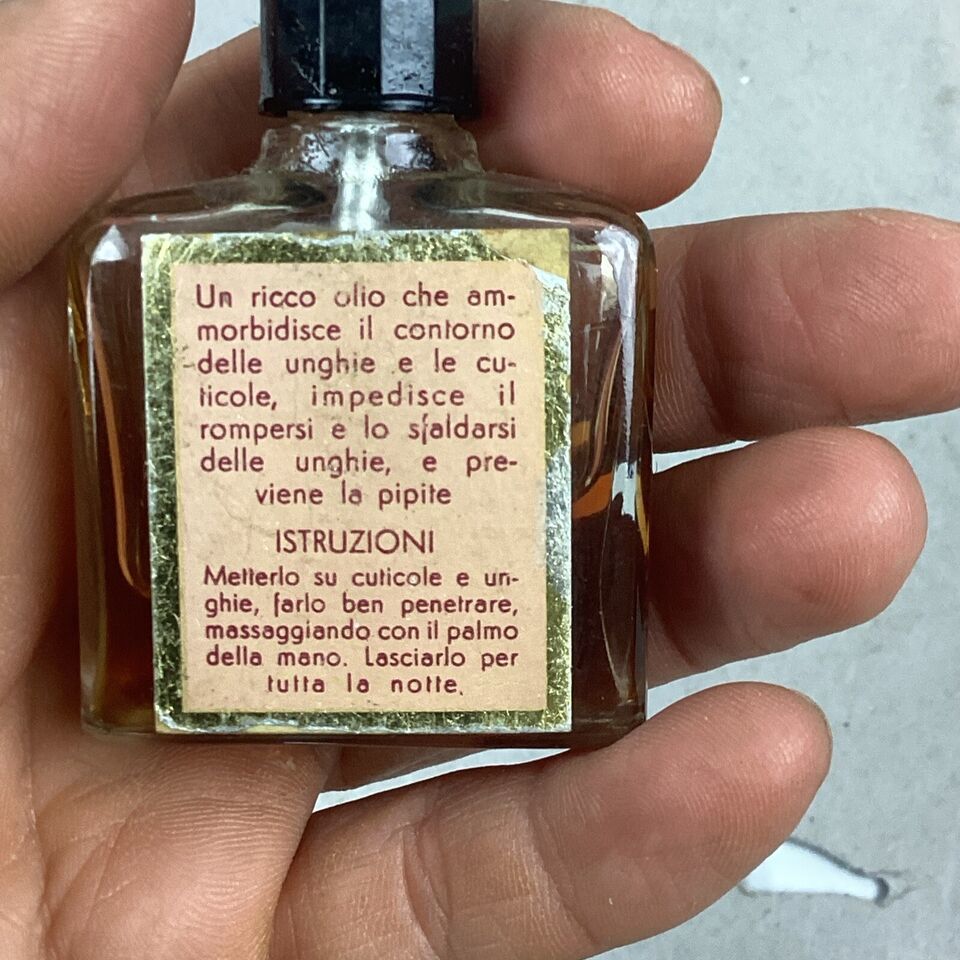 Un ricco olio che am-
morbidisce il contorno
delle unghie e le cu-
ticole, impedisce il
rompersi e lo sfaldarsi
delle unghie, e pre-
viene la pipite
ISTRUZIONI
Metterlo su cuticole e un-
ghie, farlo ben penetrare,
massaggiando con il palmo
della mano. Lasciarlo per
tutta la notte.